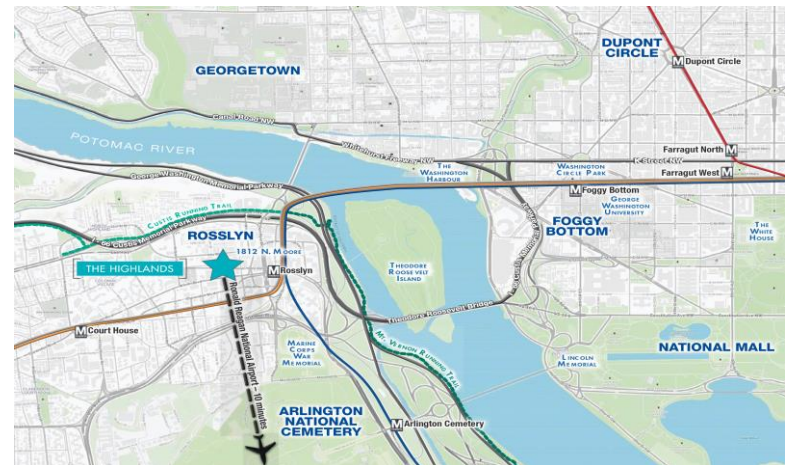 DUPONT
CIRCLE
M Dupont Circle
GEORGETOWN
Canal Road NW
POTOMAC RIVER
Whitehurst Freeway NW
THE
WASHINGTON
HARBOUR
WASHINGTON
CIRCLE PARK
Farragut North M
K Street NW
Farragut West M
George Washington Memorial Parkway
M Foggy Bottom
GEORGE
WASHINGTON
UNIVERSITY
FOGGY
BOTTOM
THE
WHITE
HOUSE
CUSTIS RUNNING TRAIL
ROSSLYN
1812 N. MOORE
THE HIGHLANDS
M Rosslyn
THEODORE
ROOSEVELT
ISLAND
Theodore Roosevelt Bridge
Ronald Reagan National Airport – 10 minutes
M Court House
MARINE
CORPS
WAR
MEMORIAL
MT. VERNON RUNNING TRAIL
LINCOLN
MEMORIAL
NATIONAL MALL
ARLINGTON
NATIONAL
CEMETERY
M Arlington Cemetery